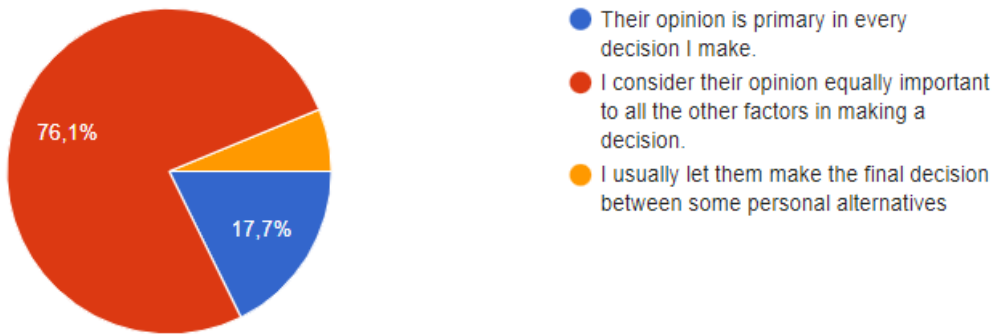 Their opinion is primary in every
decision I make.
I consider their opinion equally important
to all the other factors in making a
decision.
I usually let them make the final decision
between some personal alternatives
76,1%
17,7%